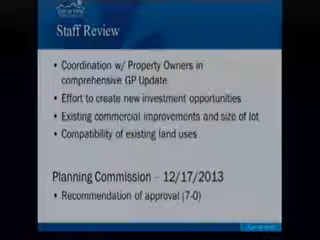 Staff Review
• Coordination w/ Property Owners in
comprehensive GP Update
• Effort to create new investment opportunities
• Existing commercial improvements and size of lot
• Compatibility of existing land uses
Planning Commission – 12/17/2013
• Recommendation of approval (7-0)